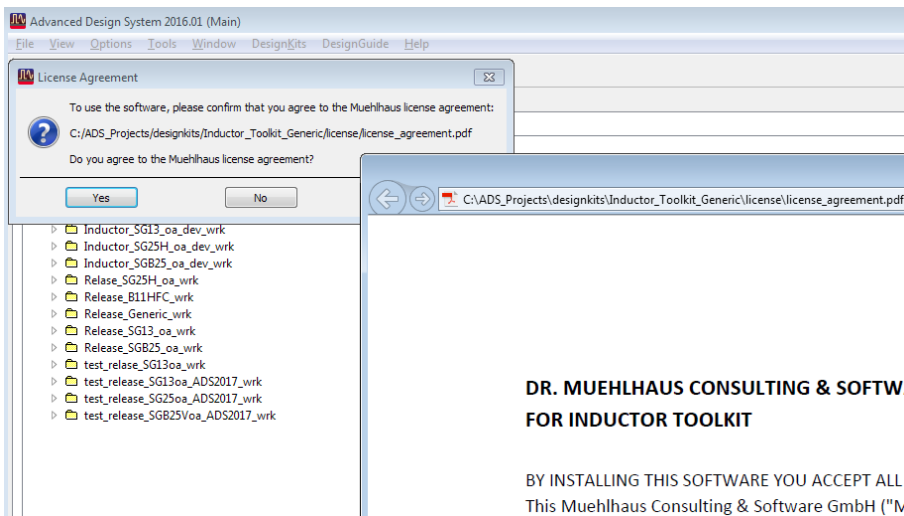 Advanced Design System 2016.01 (Main)
File View Options Tools Window DesignKits DesignGuide Help
License Agreement
To use the software, please confirm that you agree to the Muehlhaus license agreement:
C:/ADS_Projects/designkits/Inductor_Toolkit_Generic/license/license_agreement.pdf
Do you agree to the Muehlhaus license agreement?
Yes No
C:\ADS_Projects\designkits\Inductor_Toolkit_Generic\license\license_agreement.pdf
Inductor_SG13_oa_dev_wrk
Inductor_SG25H_oa_dev_wrk
Inductor_SGB25_oa_dev_wrk
Relase_SG25H_oa_wrk
Release_B11HFC_wrk
Release_Generic_wrk
Release_SG13_oa_wrk
Release_SGB25_oa_wrk
test_relase_SG13oa_wrk
test_release_SG13oa_ADS2017_wrk
test_release_SG25oa_ADS2017_wrk
test_release_SGB25Voa_ADS2017_wrk
DR. MUEHLHAUS CONSULTING & SOFTWA
FOR INDUCTOR TOOLKIT
BY INSTALLING THIS SOFTWARE YOU ACCEPT ALL
This Muehlhaus Consulting & Software GmbH ("M